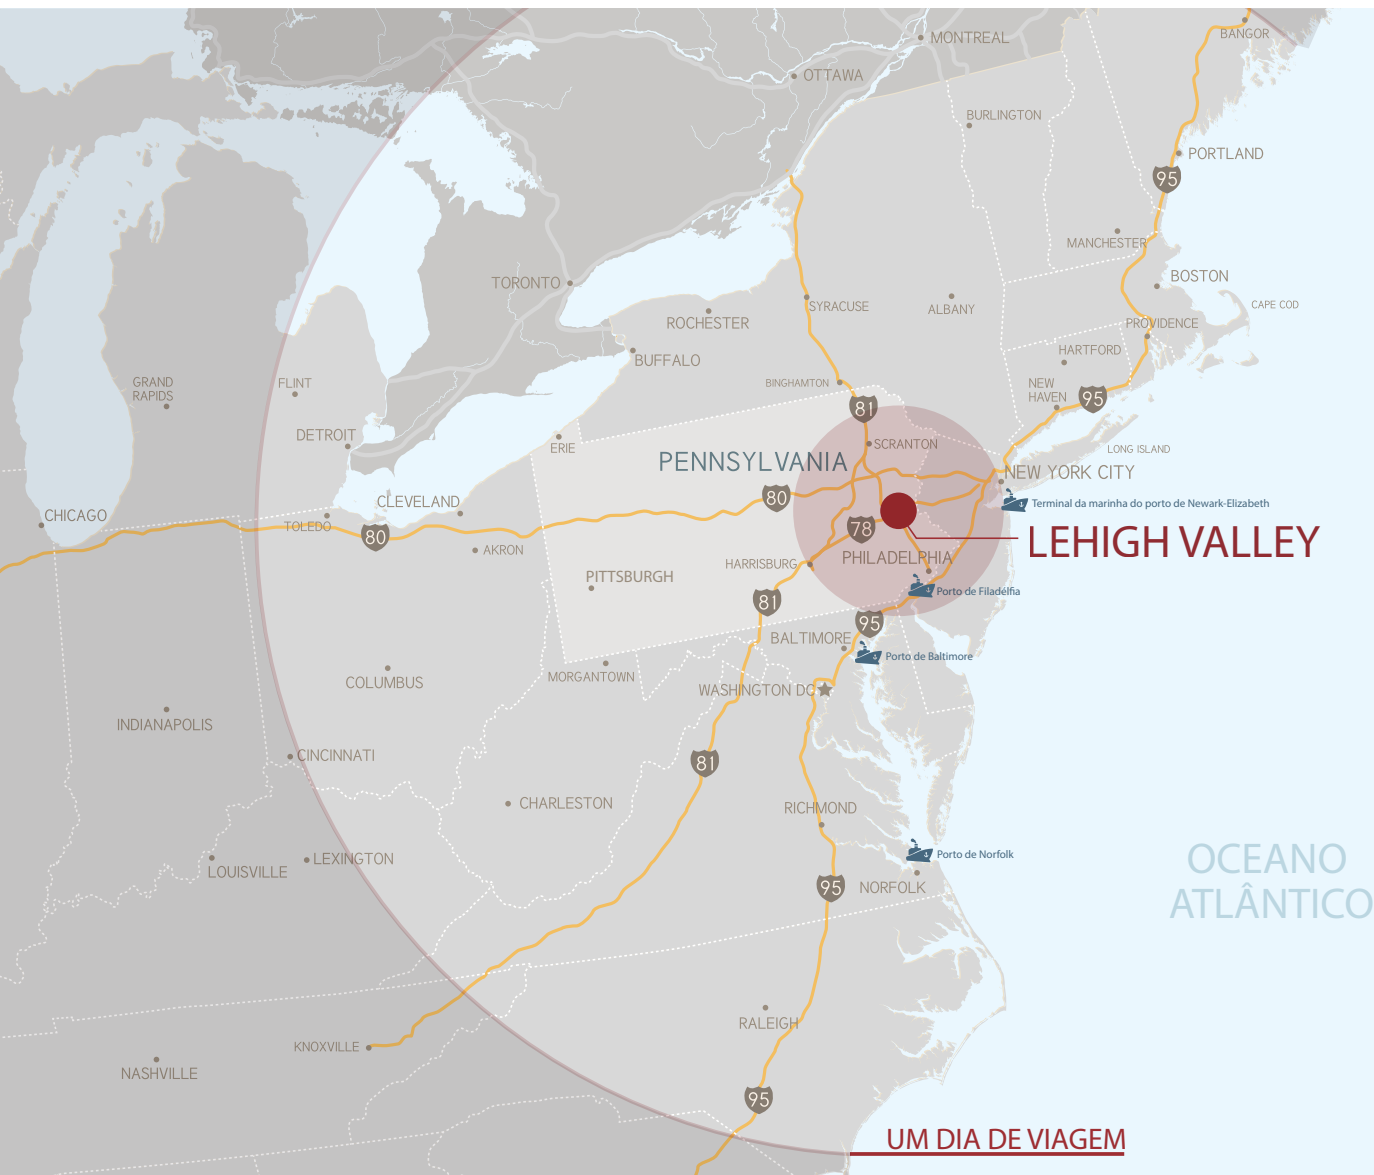 MONTREAL
BANGOR
OTTAWA
BURLINGTON
PORTLAND
95
MANCHESTER
BOSTON
TORONTO
CAPE COD
SYRACUSE
ALBANY
ROCHESTER
PROVIDENCE
HARTFORD
BUFFALO
GRAND
RAPIDS
FLINT
BINGHAMTON
NEW
HAVEN
95
81
DETROIT
ERIE
SCRANTON
LONG ISLAND
PENNSYLVANIA
NEW YORK CITY
80
CLEVELAND
Terminal da marinha do porto de Newark-Elizabeth
CHICAGO
TOLEDO
80
78
LEHIGH VALLEY
AKRON
HARRISBURG
PHILADELPHIA
PITTSBURGH
Porto de Filadélfia
81
95
BALTIMORE
Porto de Baltimore
MORGANTOWN
COLUMBUS
WASHINGTON DC
INDIANAPOLIS
CINCINNATI
81
CHARLESTON
RICHMOND
LEXINGTON
LOUISVILLE
Porto de Norfolk
95
NORFOLK
OCEANO
ATLÂNTICO
RALEIGH
KNOXVILLE
NASHVILLE
95
UM DIA DE VIAGEM